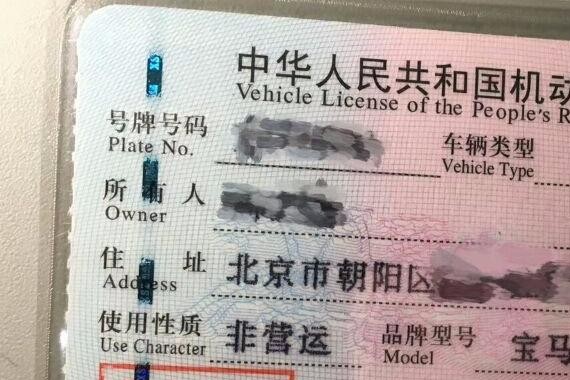 中华人民共和国机动
Vehicle License of the People's R
号牌号码 车辆类型
Plate No. Vehicle Type
所有人
Owner
住址 北京市朝阳区
Address
使用性质 非营运 品牌型号 宝马
Use Character Model